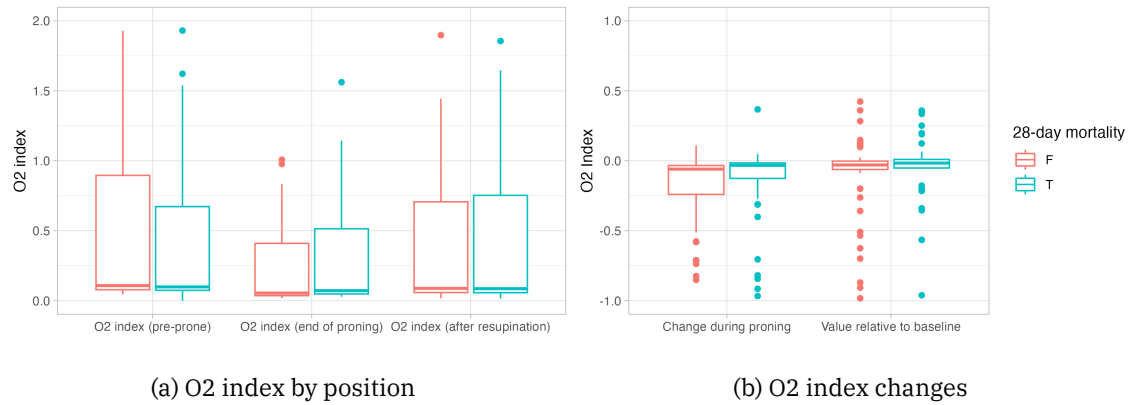 2.0
1.5
1.0
0.5
0.0
O2 index
O2 index (pre-prone)
O2 index (end of proning)
O2 index (after resupination)
(a) O2 index by position
1.0
0.5
0.0
-0.5
-1.0
O2 Index
Change during proning
Value relative to baseline
(b) O2 index changes
28-day mortality
F
T